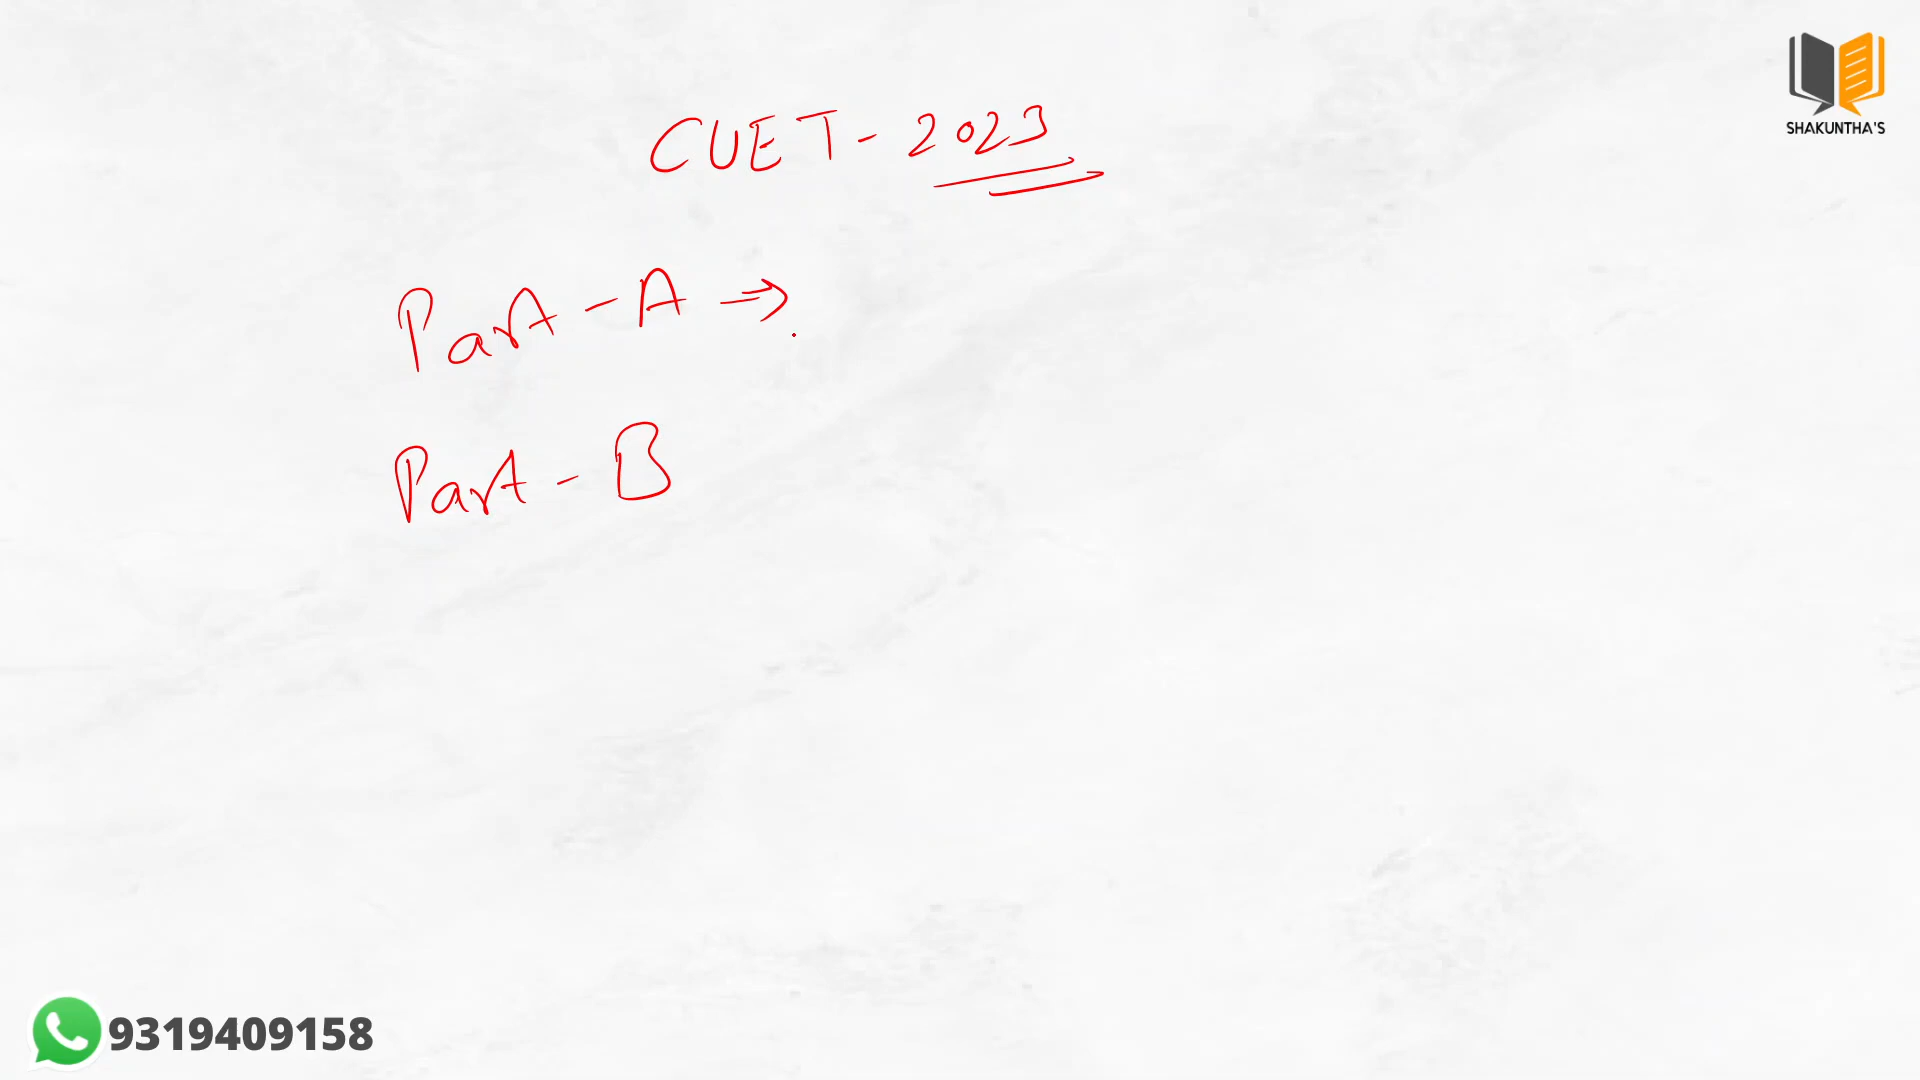 SHAKUNTHA'S
CUET - 2023
Part - A ⇒
Part - B
9319409158